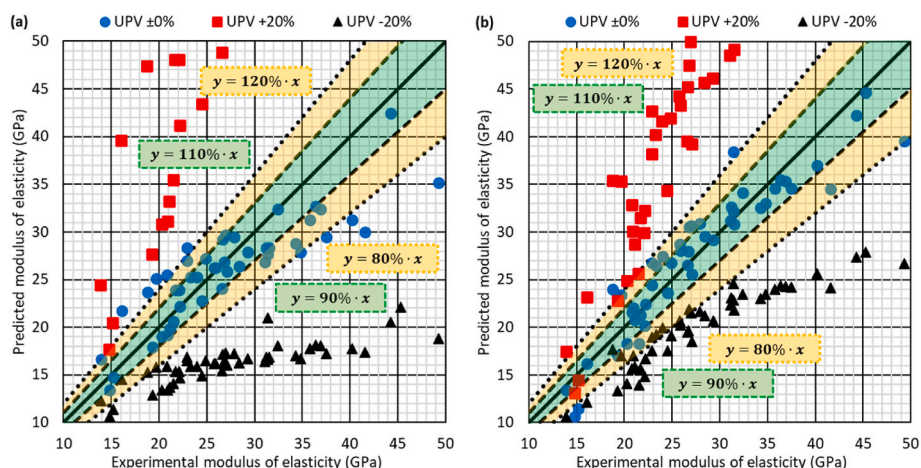 (a) UPV ±0% UPV +20% UPV -20%
Predicted modulus of elasticity (GPa)
50
45
40
35
30
25
20
15
10
y = 120%· x
y = 110%· x
y = 80%· x
y = 90%· x
10 15 20 25 30 35 40 45 50
Experimental modulus of elasticity (GPa)
(b) UPV ±0% UPV +20% UPV -20%
Predicted modulus of elasticity (GPa)
50
45
40
35
30
25
20
15
10
y = 120%· x
y = 110%· x
y = 80%· x
y = 90%· x
10 15 20 25 30 35 40 45 50
Experimental modulus of elasticity (GPa)